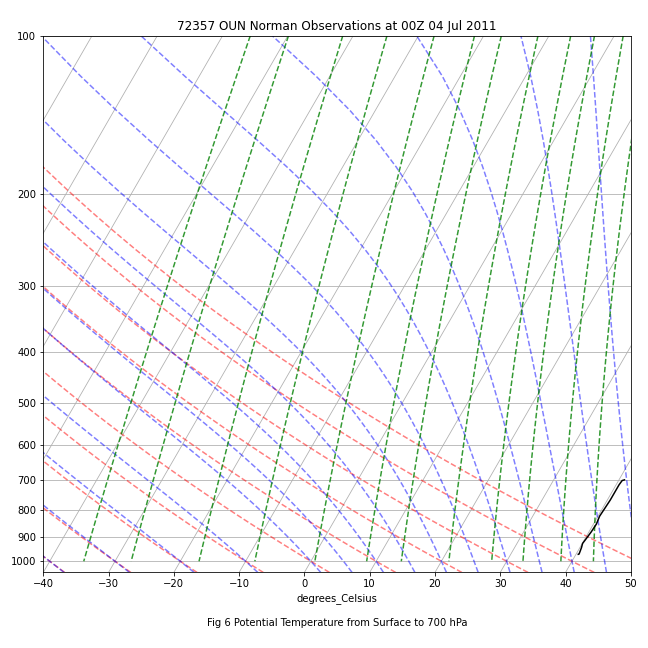 72357 OUN Norman Observations at 00Z 04 Jul 2011
100
200
300
400
500
600
700
800
900
1000
−40 −30 −20 −10 0 10 20 30 40 50
degrees_Celsius
Fig 6 Potential Temperature from Surface to 700 hPa